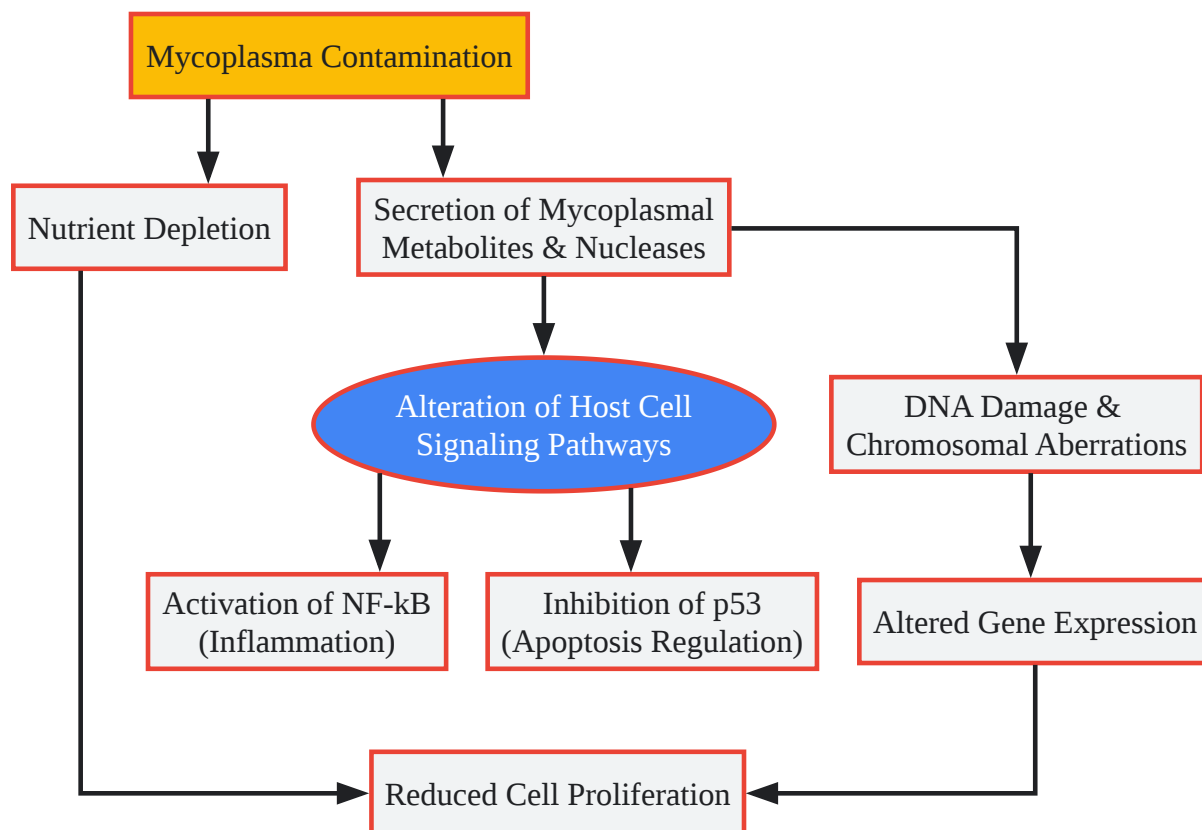 Mycoplasma Contamination
Nutrient Depletion
Secretion of Mycoplasmal
Metabolites & Nucleases
Alteration of Host Cell
Signaling Pathways
DNA Damage &
Chromosomal Aberrations
Activation of NF-kB
(Inflammation)
Inhibition of p53
(Apoptosis Regulation)
Altered Gene Expression
Reduced Cell Proliferation